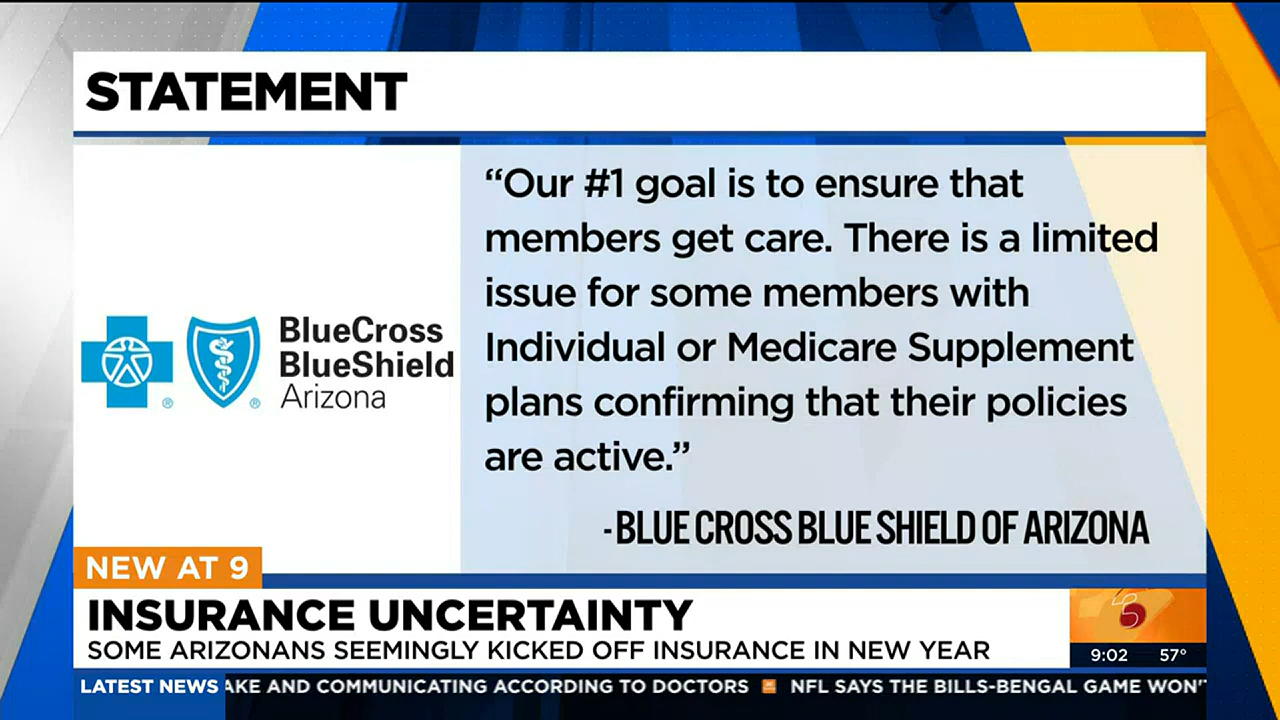 STATEMENT
BlueCross
BlueShield
Arizona
®
®
“Our #1 goal is to ensure that
members get care. There is a limited
issue for some members with
Individual or Medicare Supplement
plans confirming that their policies
are active.”
-BLUE CROSS BLUE SHIELD OF ARIZONA
NEW AT 9
INSURANCE UNCERTAINTY
SOME ARIZONANS SEEMINGLY KICKED OFF INSURANCE IN NEW YEAR
9:02 57°
LATEST NEWS AKE AND COMMUNICATING ACCORDING TO DOCTORS NFL SAYS THE BILLS-BENGAL GAME WON'